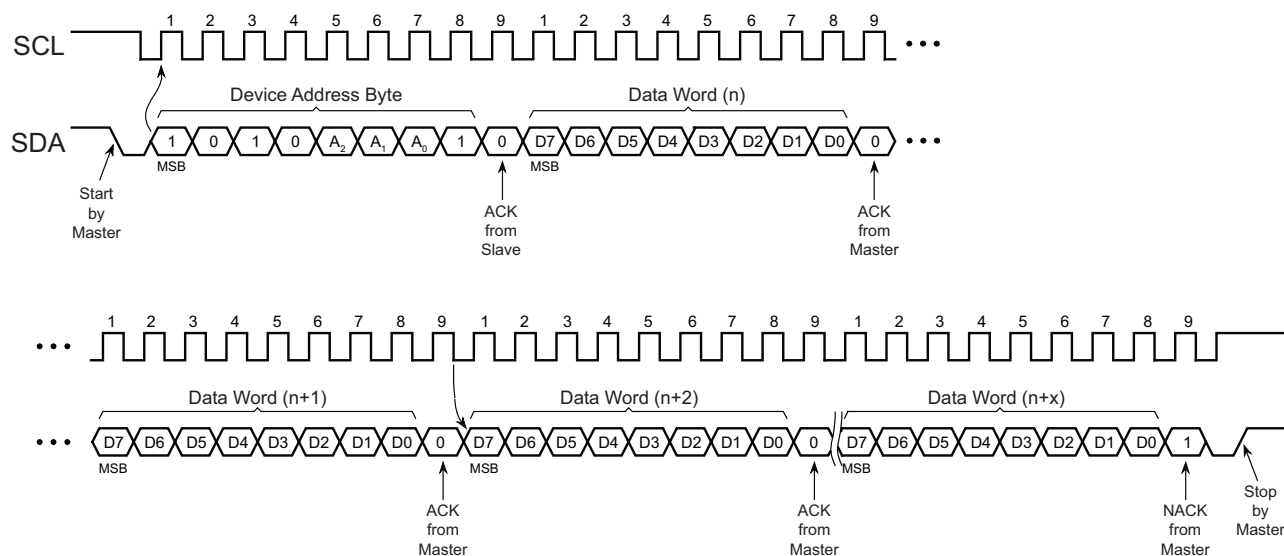 1 2 3 4 5 6 7 8 9 1 2 3 4 5 6 7 8 9
SCL •••
Device Address Byte Data Word (n)
SDA 1 0 1 0 A₂ A₁ A₀ 1 0 D7 D6 D5 D4 D3 D2 D1 D0 0 •••
MSB MSB
Start
by
Master
ACK
from
Slave
ACK
from
Master
1 2 3 4 5 6 7 8 9 1 2 3 4 5 6 7 8 9 1 2 3 4 5 6 7 8 9
•••
Data Word (n+1) Data Word (n+2) Data Word (n+x)
••• D7 D6 D5 D4 D3 D2 D1 D0 0 D7 D6 D5 D4 D3 D2 D1 D0 0 D7 D6 D5 D4 D3 D2 D1 D0 1
MSB MSB MSB
ACK
from
Master
ACK
from
Master
NACK
from
Master
Stop
by
Master